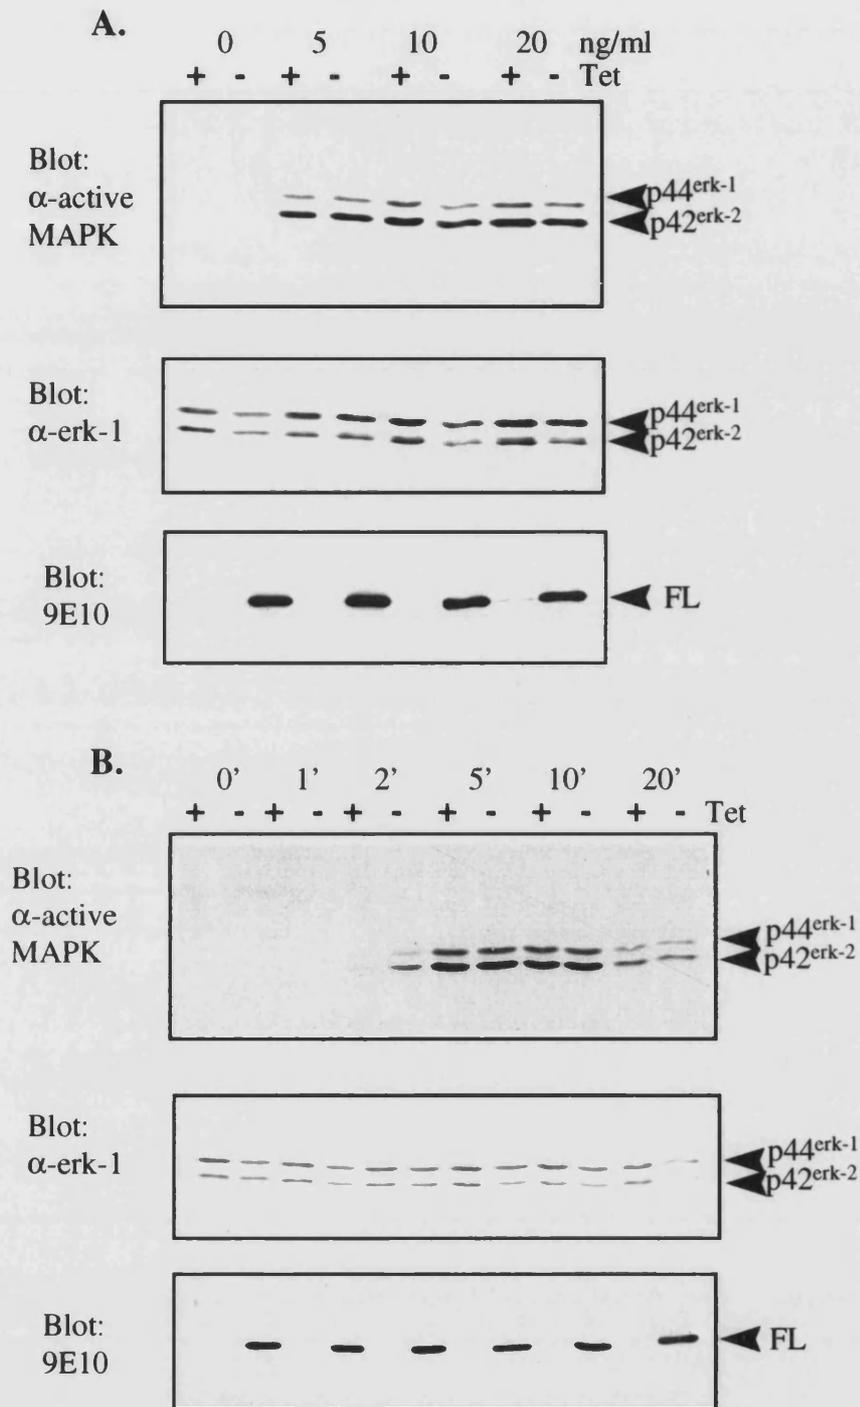 A.
0 5 10 20 ng/ml
+ - + - + - + - Tet
Blot:
α-active
MAPK
p44erk-1
p42erk-2
Blot:
α-erk-1
p44erk-1
p42erk-2
Blot:
9E10
FL
B.
0' 1' 2' 5' 10' 20'
+ - + - + - + - + - + - Tet
Blot:
α-active
MAPK
p44erk-1
p42erk-2
Blot:
α-erk-1
p44erk-1
p42erk-2
Blot:
9E10
FL